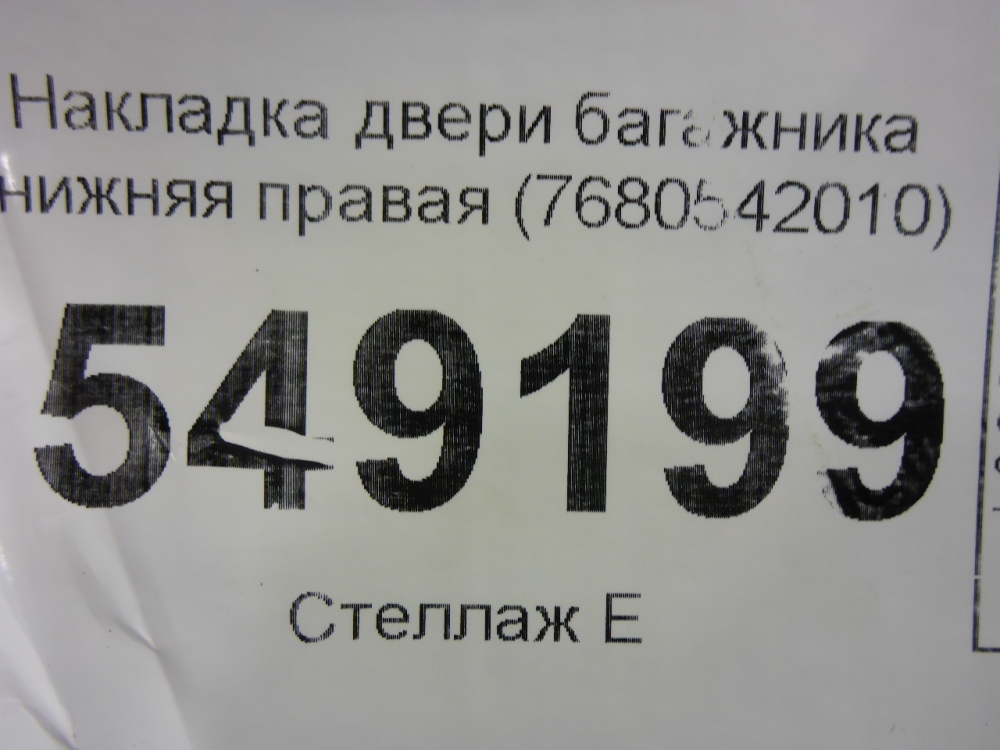 Накладка двери багажника
нижняя правая (7680542010)
549199
Стеллаж Е